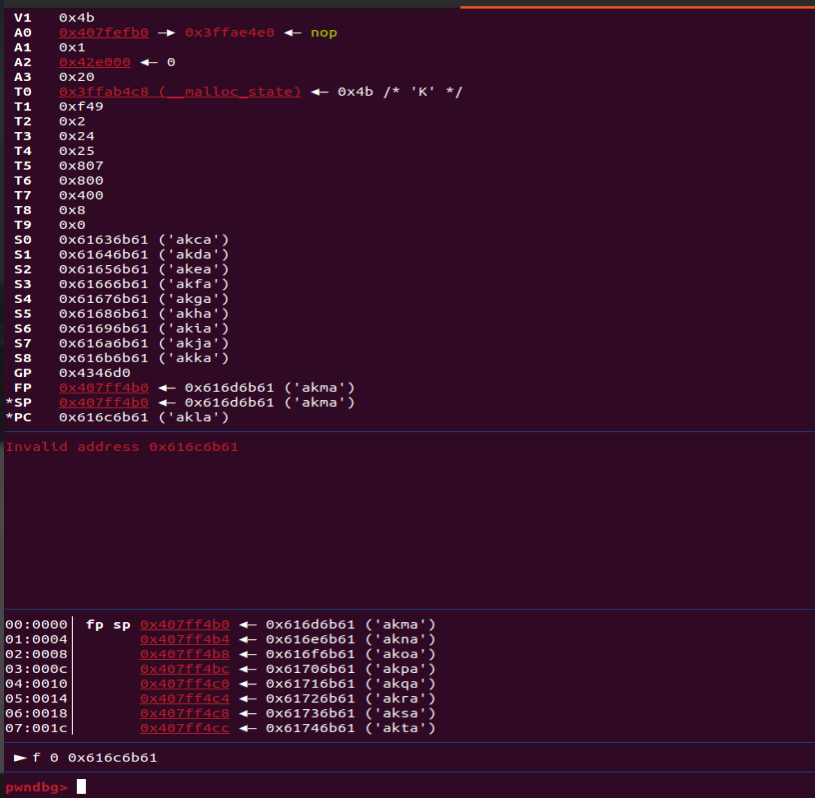 V1 0x4b
A0 0x407fefb0 —▸ 0x3ffae4e0 ◂— nop
A1 0x1
A2 0x42e000 ◂— 0
A3 0x20
T0 0x3ffab4c8 (__malloc_state) ◂— 0x4b /* 'K' */
T1 0xf49
T2 0x2
T3 0x24
T4 0x25
T5 0x807
T6 0x800
T7 0x400
T8 0x8
T9 0x0
S0 0x61636b61 ('akca')
S1 0x61646b61 ('akda')
S2 0x61656b61 ('akea')
S3 0x61666b61 ('akfa')
S4 0x61676b61 ('akga')
S5 0x61686b61 ('akha')
S6 0x61696b61 ('akia')
S7 0x616a6b61 ('akja')
S8 0x616b6b61 ('akka')
GP 0x4346d0
FP 0x407ff4b0 ◂— 0x616d6b61 ('akma')
*SP 0x407ff4b0 ◂— 0x616d6b61 ('akma')
*PC 0x616c6b61 ('akla')
Invalid address 0x616c6b61
00:0000│ fp sp 0x407ff4b0 ◂— 0x616d6b61 ('akma')
01:0004│ 0x407ff4b4 ◂— 0x616e6b61 ('akna')
02:0008│ 0x407ff4b8 ◂— 0x616f6b61 ('akoa')
03:000c│ 0x407ff4bc ◂— 0x61706b61 ('akpa')
04:0010│ 0x407ff4c0 ◂— 0x61716b61 ('akqa')
05:0014│ 0x407ff4c4 ◂— 0x61726b61 ('akra')
06:0018│ 0x407ff4c8 ◂— 0x61736b61 ('aksa')
07:001c│ 0x407ff4cc ◂— 0x61746b61 ('akta')
► f 0 0x616c6b61
pwndbg>